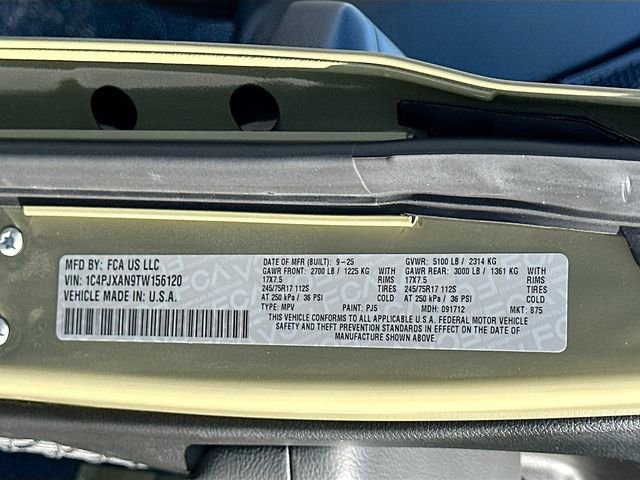 MFD BY: FCA US LLC
VIN: 1C4PJXAN9TW156120
VEHICLE MADE IN U.S.A.
DATE OF MFR (BUILT): 9-25 GVWR: 5100 LB / 2314 KG
GAWR FRONT: 2700 LB / 1225 KG GAWR REAR: 3000 LB / 1361 KG
17X7.5 RIMS 17X7.5 RIMS
245/75R17 112S TIRES 245/75R17 112S TIRES
AT 250 kPa / 36 PSI COLD AT 250 kPa / 36 PSI COLD
TYPE: MPV PAINT: PJ5 MDH: 091712 MKT: 875
THIS VEHICLE CONFORMS TO ALL APPLICABLE U.S.A. FEDERAL MOTOR VEHICLE
SAFETY AND THEFT PREVENTION STANDARDS IN EFFECT ON THE DATE OF
MANUFACTURE SHOWN ABOVE.